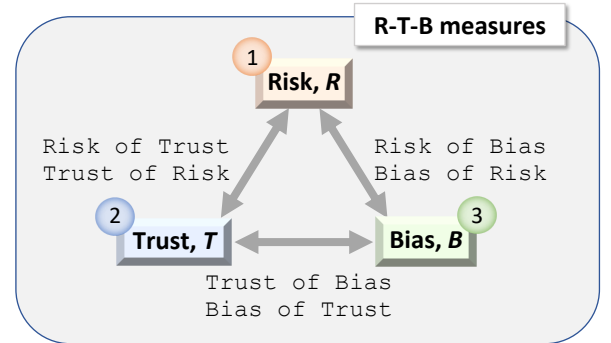 R-T-B measures
1
Risk, R
Risk of Trust
Trust of Risk
Risk of Bias
Bias of Risk
2
Trust, T
3
Bias, B
Trust of Bias
Bias of Trust